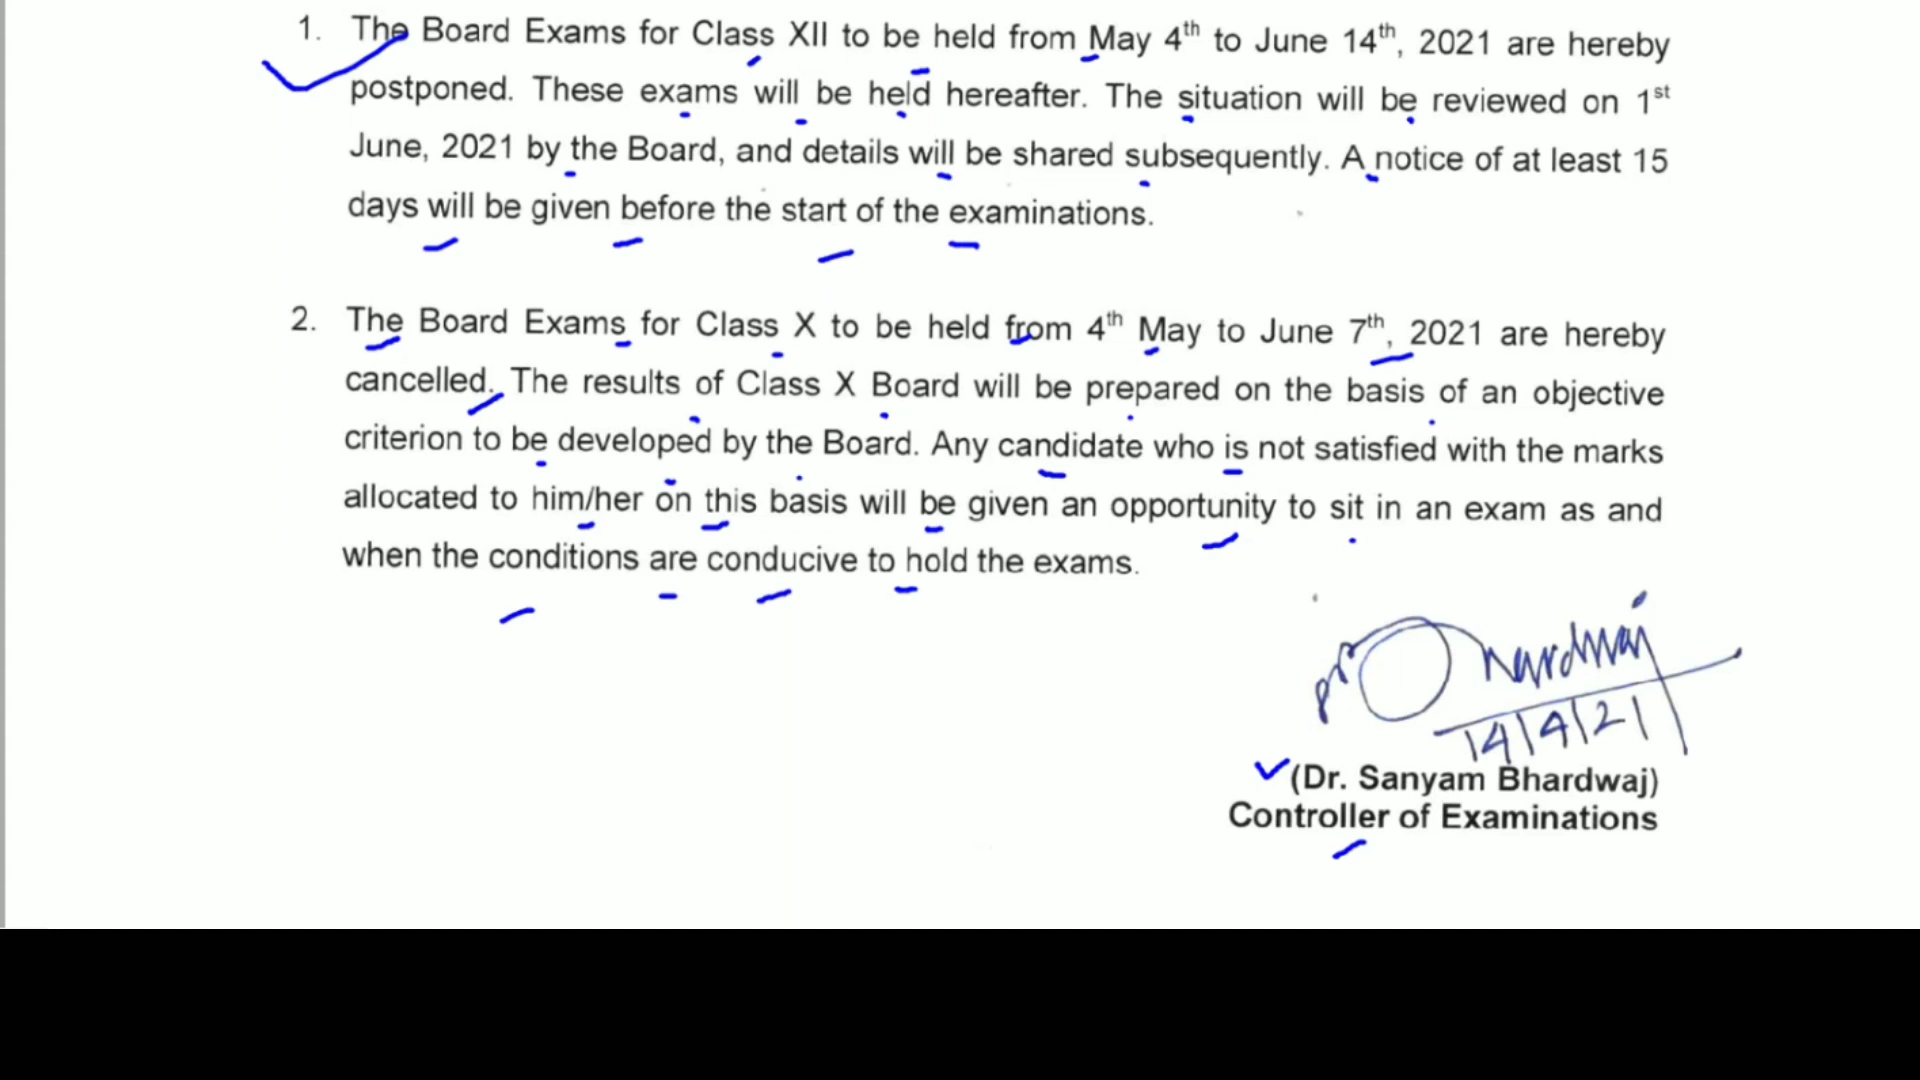 1. The Board Exams for Class XII to be held from May 4th to June 14th, 2021 are hereby
postponed. These exams will be held hereafter. The situation will be reviewed on 1st
June, 2021 by the Board, and details will be shared subsequently. A notice of at least 15
days will be given before the start of the examinations.
2. The Board Exams for Class X to be held from 4th May to June 7th, 2021 are hereby
cancelled. The results of Class X Board will be prepared on the basis of an objective
criterion to be developed by the Board. Any candidate who is not satisfied with the marks
allocated to him/her on this basis will be given an opportunity to sit in an exam as and
when the conditions are conducive to hold the exams.
14/4/21
(Dr. Sanyam Bhardwaj)
Controller of Examinations